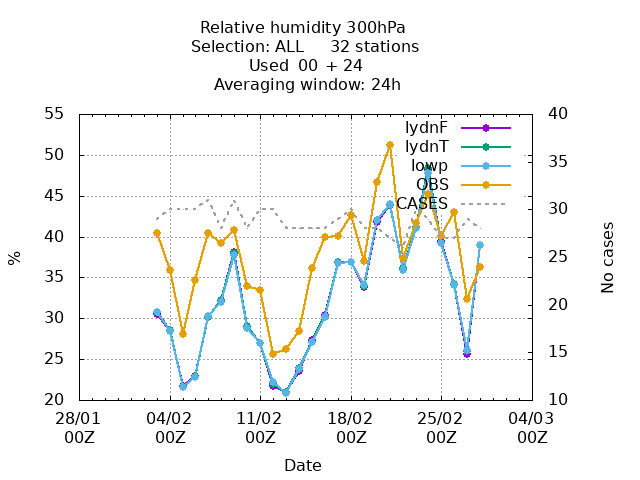 Relative humidity 300hPa
Selection: ALL 32 stations
Used 00 + 24
Averaging window: 24h
55
50
45
40
35
30
25
20
40
35
30
25
20
15
10
%
No cases
lydnF
lydnT
lowp
OBS
CASES
28/01 04/02 11/02 18/02 25/02 04/03
00Z 00Z 00Z 00Z 00Z 00Z
Date